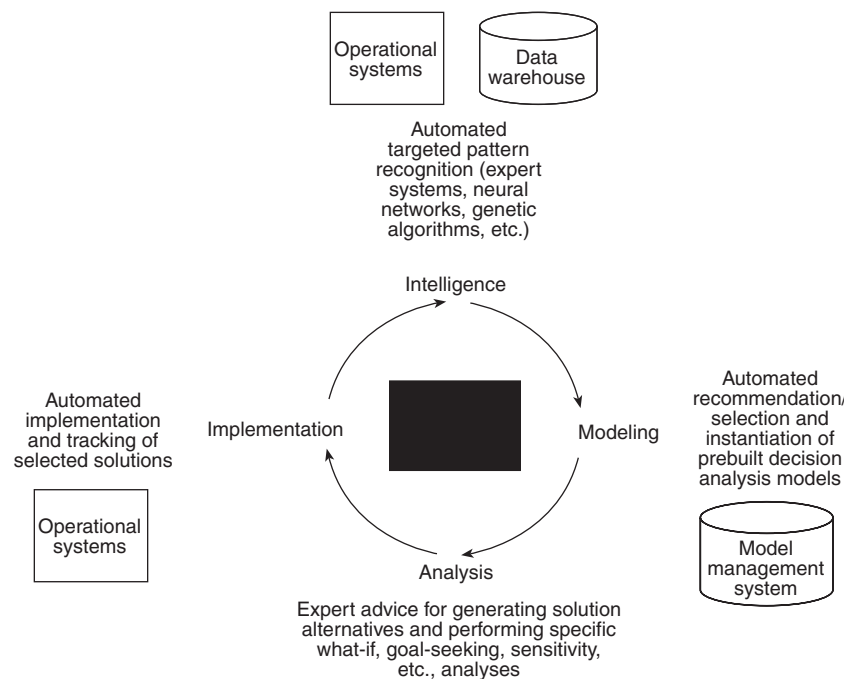 Operational
systems
Data
warehouse
Automated
targeted pattern
recognition (expert
systems, neural
networks, genetic
algorithms, etc.)
Intelligence
Automated
implementation
and tracking of
selected solutions
Operational
systems
Implementation
Modeling
Automated
recommendation/
selection and
instantiation of
prebuilt decision
analysis models
Model
management
system
Analysis
Expert advice for generating solution
alternatives and performing specific
what-if, goal-seeking, sensitivity,
etc., analyses